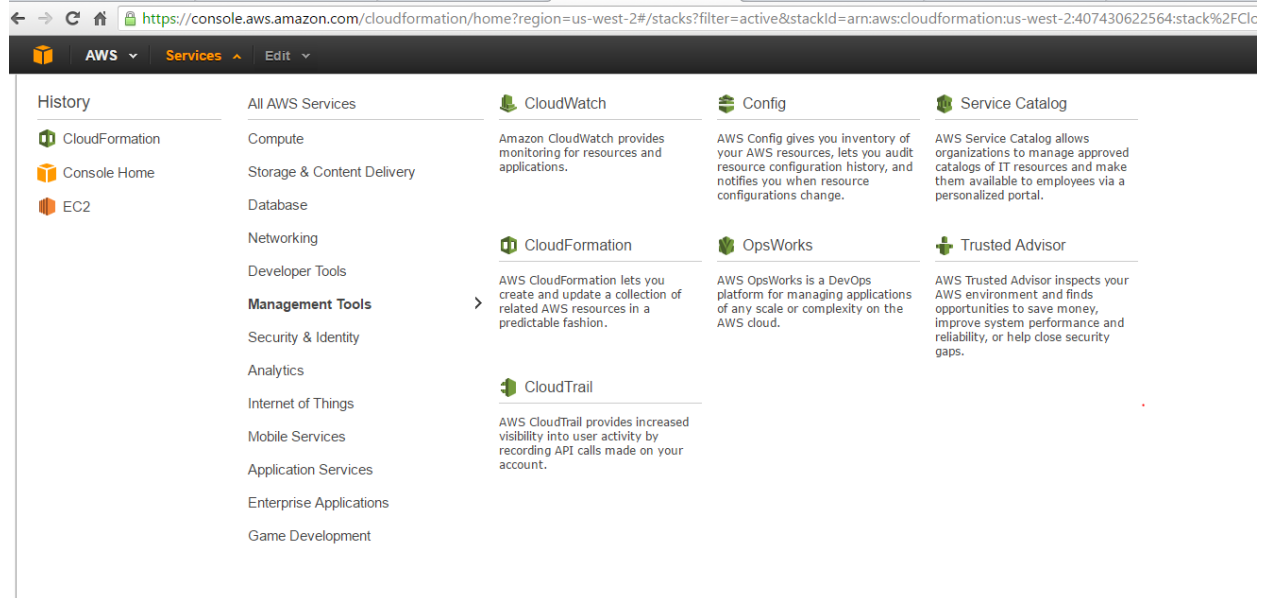 https://console.aws.amazon.com/cloudformation/home?region=us-west-2#/stacks?filter=active&stackId=arn:aws:cloudformation:us-west-2:407430622564:stack%2FClo
AWS Services Edit
History
CloudFormation
Console Home
EC2
All AWS Services
Compute
Storage & Content Delivery
Database
Networking
Developer Tools
Management Tools
Security & Identity
Analytics
Internet of Things
Mobile Services
Application Services
Enterprise Applications
Game Development
CloudWatch
Amazon CloudWatch provides
monitoring for resources and
applications.
Config
AWS Config gives you inventory of
your AWS resources, lets you audit
resource configuration history, and
notifies you when resource
configurations change.
Service Catalog
AWS Service Catalog allows
organizations to manage approved
catalogs of IT resources and make
them available to employees via a
personalized portal.
CloudFormation
AWS CloudFormation lets you
create and update a collection of
related AWS resources in a
predictable fashion.
OpsWorks
AWS OpsWorks is a DevOps
platform for managing applications
of any scale or complexity on the
AWS cloud.
Trusted Advisor
AWS Trusted Advisor inspects your
AWS environment and finds
opportunities to save money,
improve system performance and
reliability, or help close security
gaps.
CloudTrail
AWS CloudTrail provides increased
visibility into user activity by
recording API calls made on your
account.